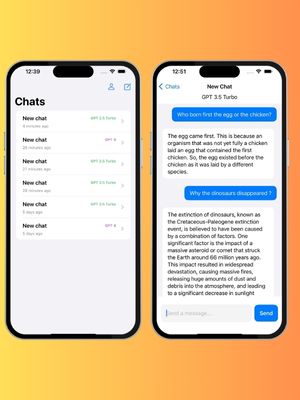 12:39
Chats
New chat
GPT 3.5 Turbo
4 minutes ago
New chat
GPT 4
26 minutes ago
New chat
GPT 3.5 Turbo
27 minutes ago
New chat
GPT 3.5 Turbo
28 minutes ago
New chat
GPT 3.5 Turbo
5 days ago
New chat
GPT 4
5 days ago
12:51
Chats
New Chat
GPT 3.5 Turbo
Who born first the egg or the chicken?
The egg came first. This is because an
organism that was not yet fully a chicken
laid an egg that contained the first
chicken. So, the egg existed before the
chicken as it was laid by a different
species.
Why the dinosaurs disappeared ?
The extinction of dinosaurs, known as
the Cretaceous-Paleogene extinction
event, is believed to have been caused
by a combination of factors. One
significant factor is the impact of a
massive asteroid or comet that struck
the Earth around 66 million years ago.
This impact resulted in widespread
devastation, causing massive fires,
releasing huge amounts of dust and
debris into the atmosphere, and leading
to a significant decrease in sunlight
Send a message...
Send